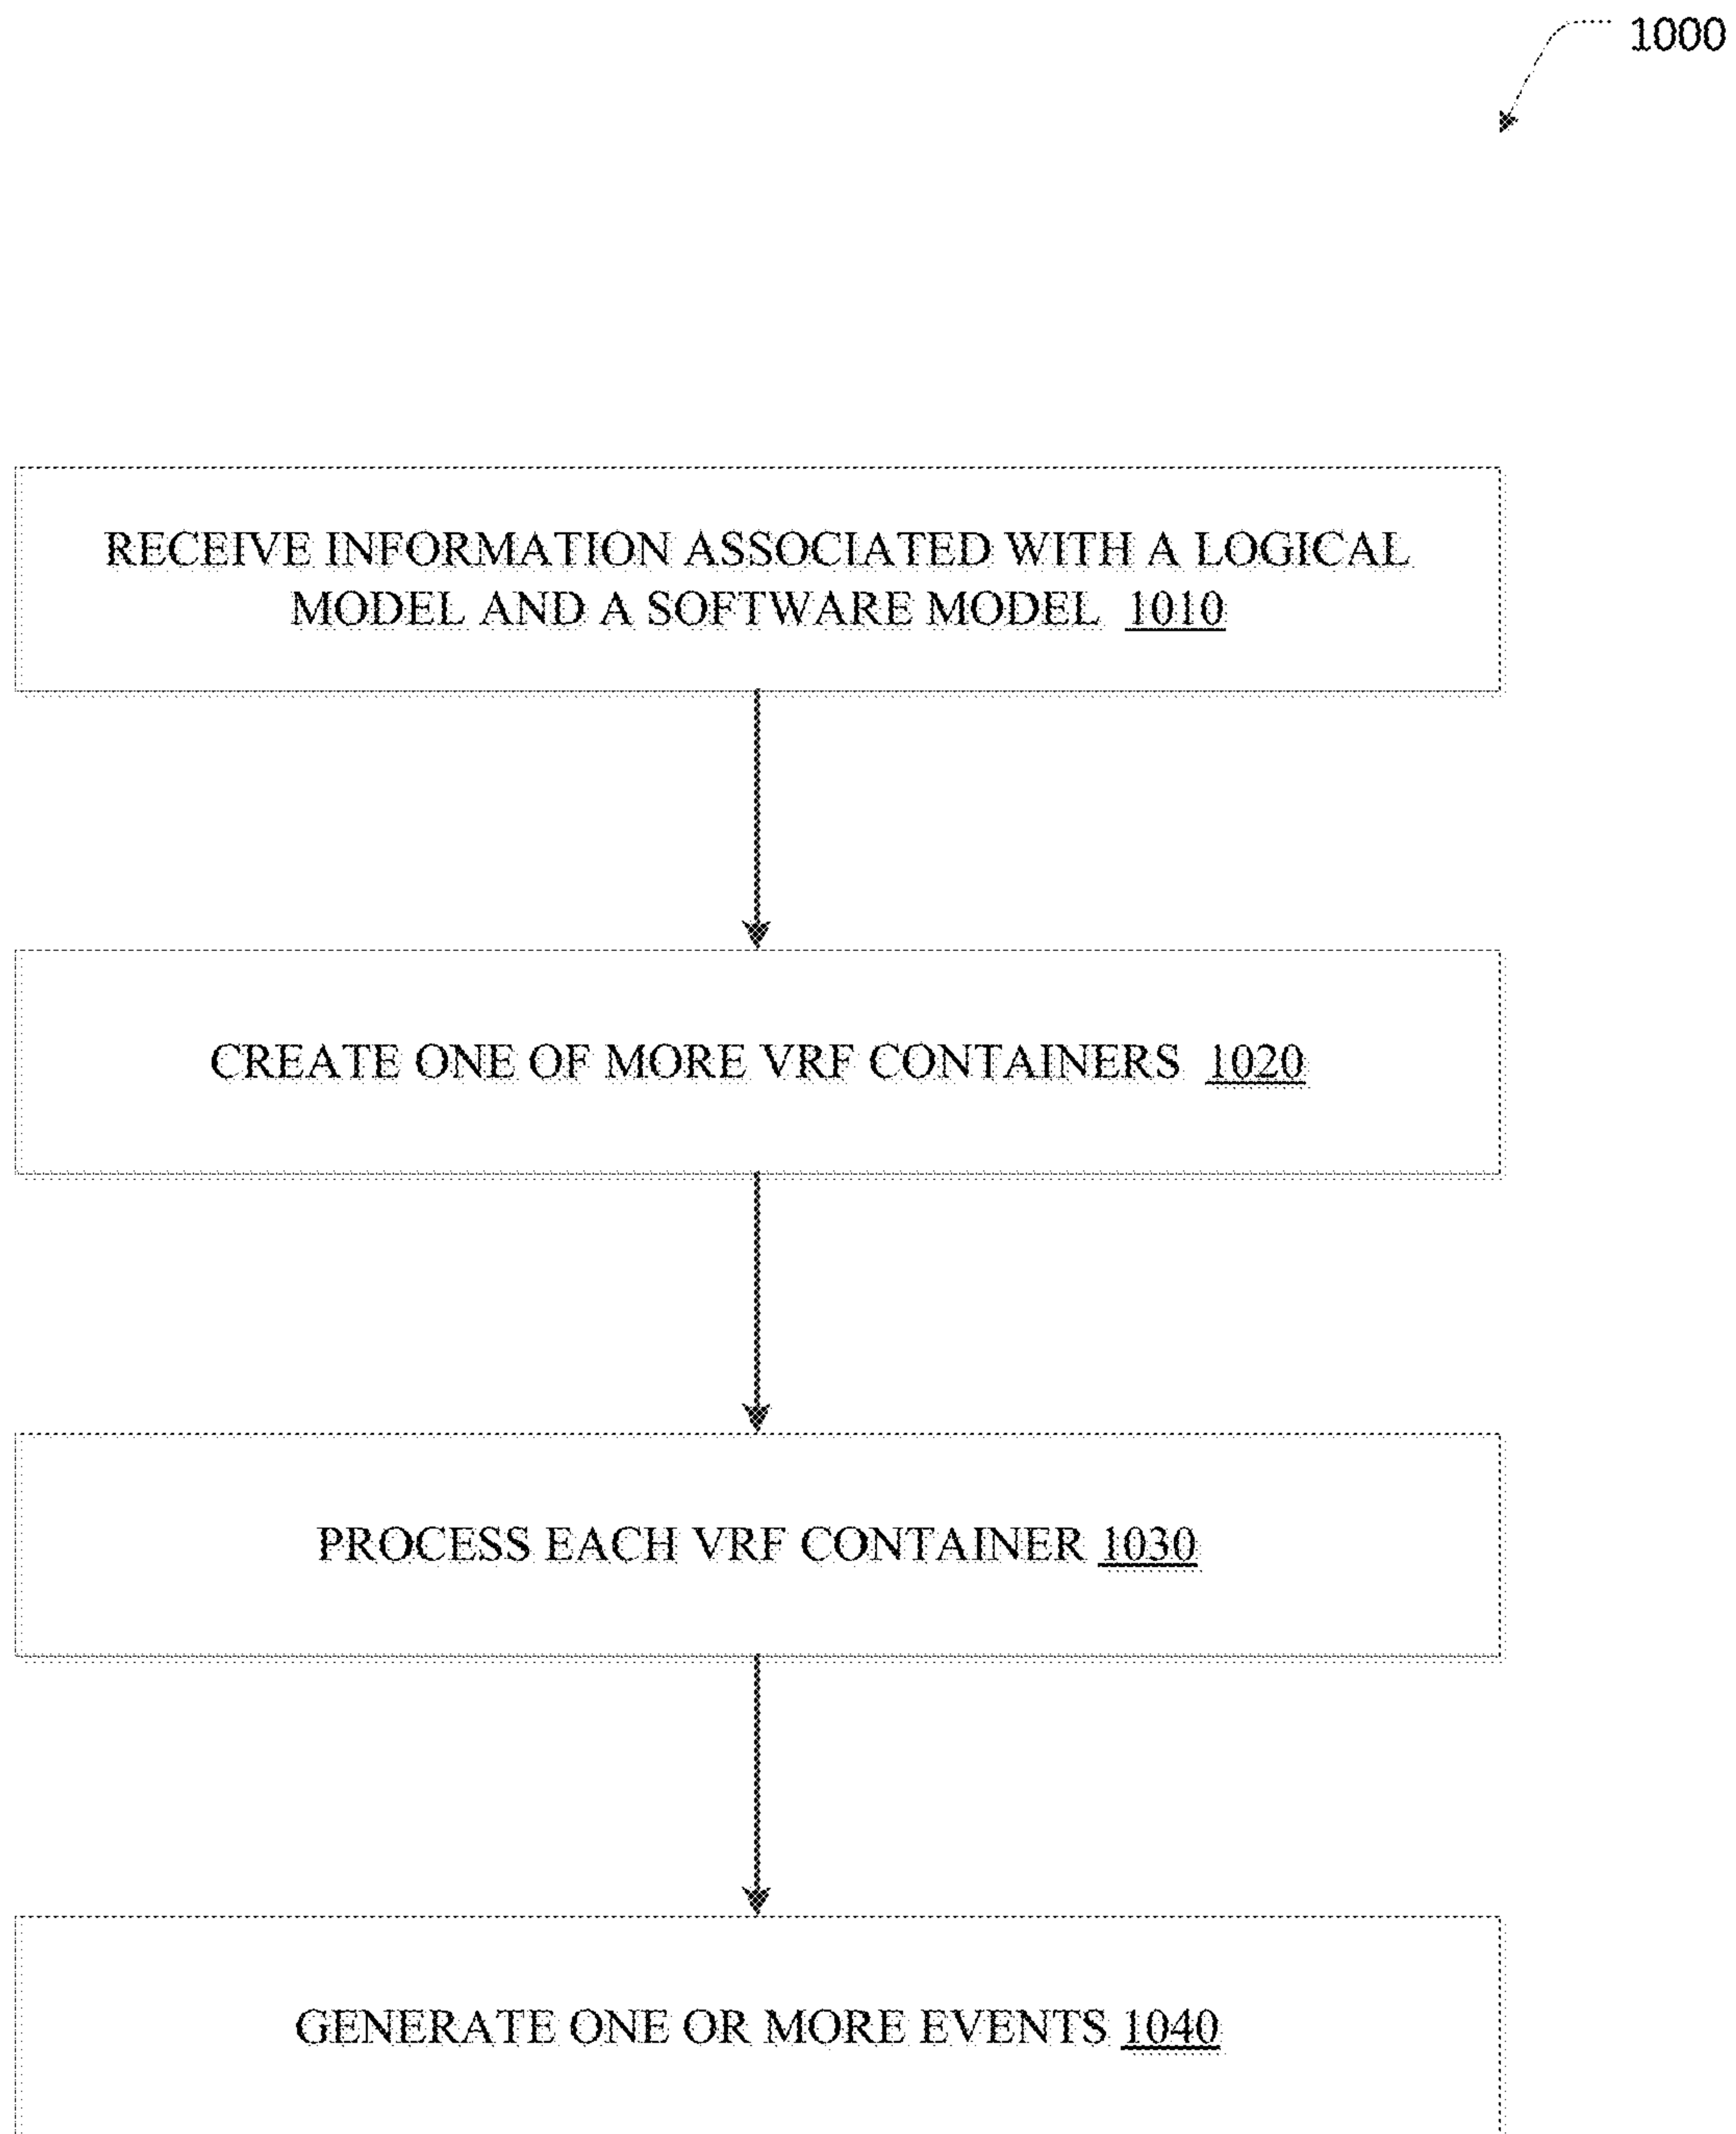 1000
RECEIVE INFORMATION ASSOCIATED WITH A LOGICAL
MODEL AND A SOFTWARE MODEL 1010
CREATE ONE OF MORE VRF CONTAINERS 1020
PROCESS EACH VRF CONTAINER 1030
GENERATE ONE OR MORE EVENTS 1040